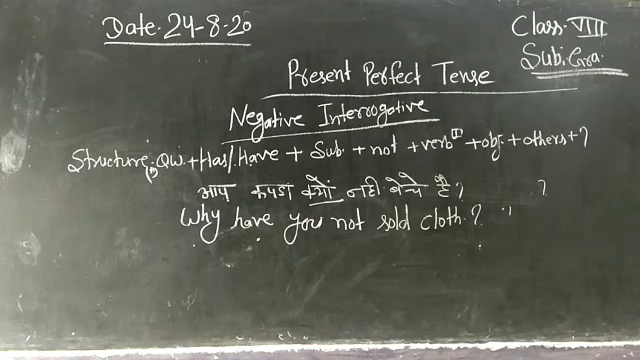 Date. 24-8-20
Class. VIII
Sub. Gra.
Present Perfect Tense
Negative Interrogative
Structure:- QW. + Has/Have + Sub. + not + verb III + obj. + others + ?
आप कपडा क्यों नही बेचे है ? ?
Why have you not sold cloth. ?